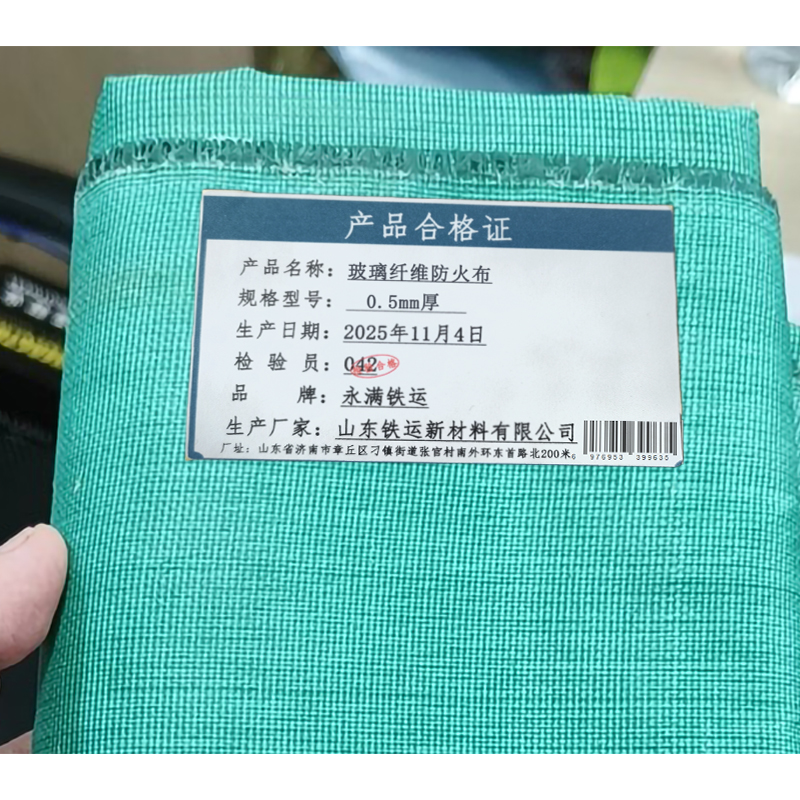 产品合格证
产品名称：玻璃纤维防火布
规格型号：0.5mm厚
生产日期：2025年11月4日
检 验 员：042
品 牌：永满铁运
生产厂家：山东铁运新材料有限公司
厂址：山东省济南市章丘区刁镇街道张官村南外环东首路北200米
6 976953 399635